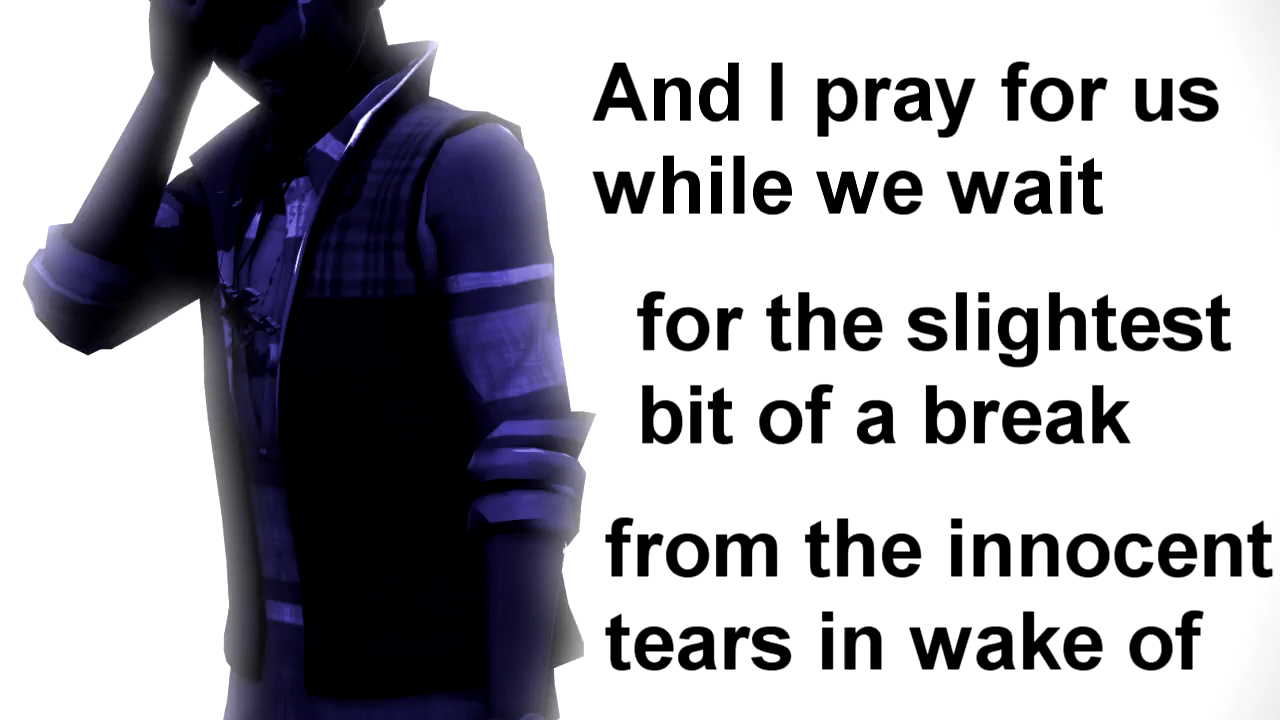 And I pray for us
while we wait
for the slightest
bit of a break
from the innocent
tears in wake of